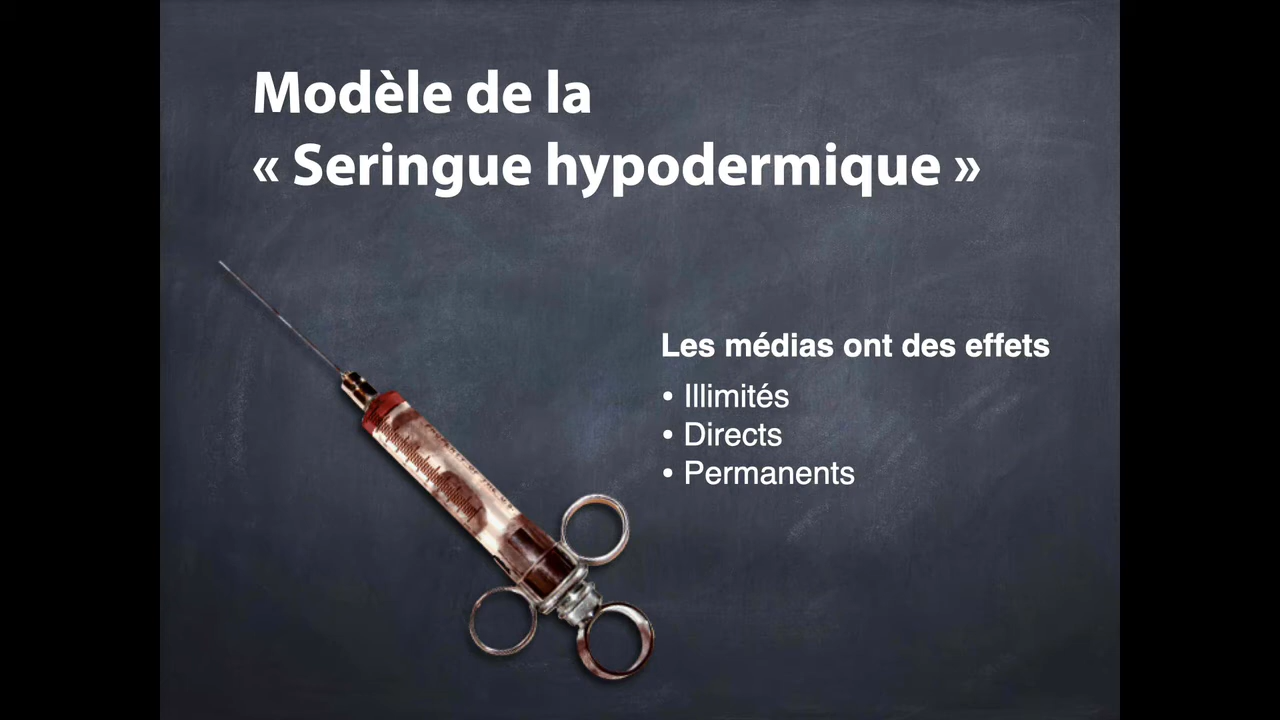 Modèle de la
« Seringue hypodermique »
Les médias ont des effets
• Illimités
• Directs
• Permanents